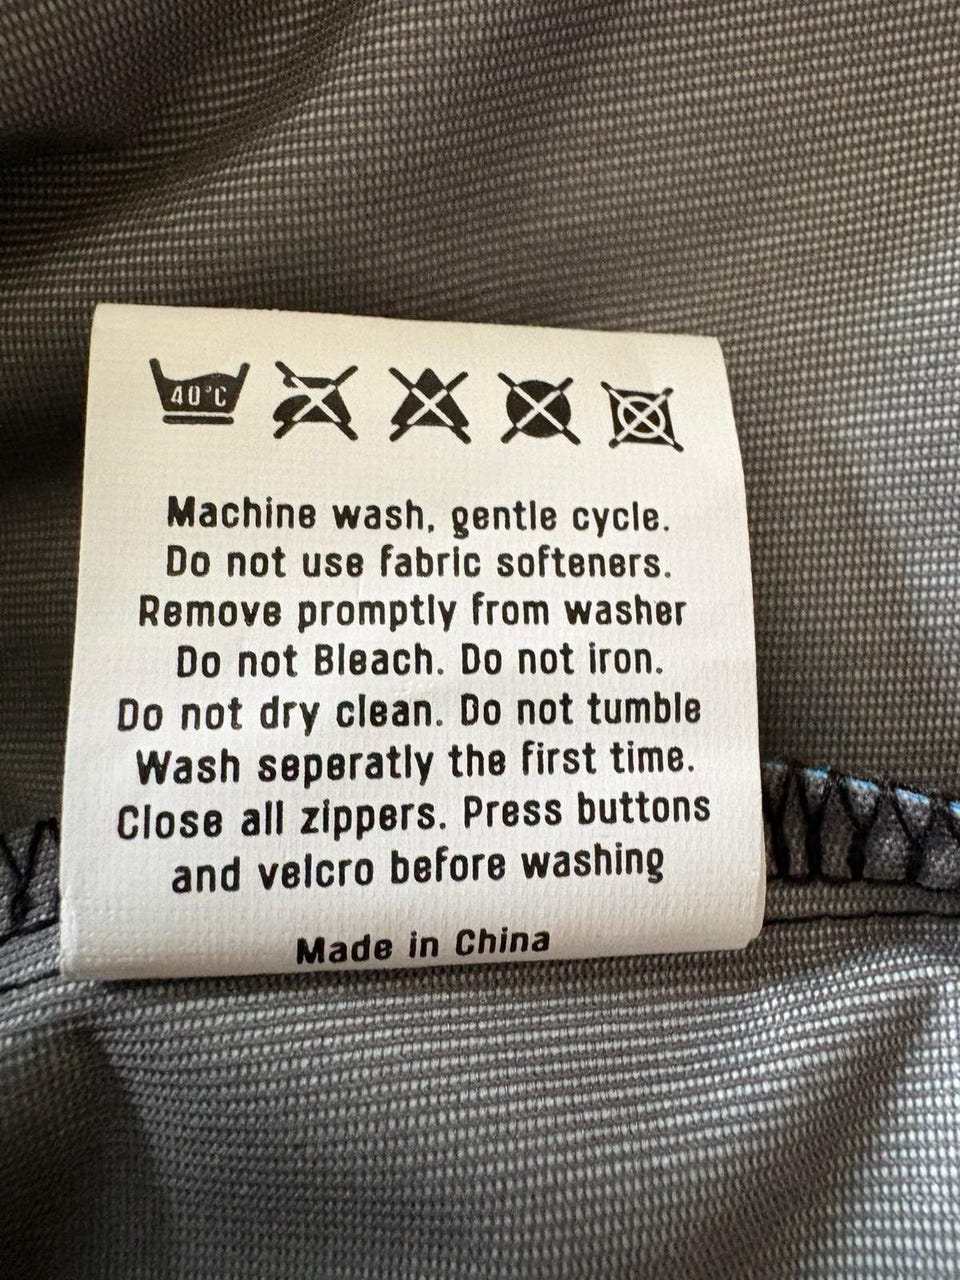 40°C
Machine wash, gentle cycle.
Do not use fabric softeners.
Remove promptly from washer
Do not Bleach. Do not iron.
Do not dry clean. Do not tumble
Wash seperatly the first time.
Close all zippers. Press buttons
and velcro before washing
Made in China